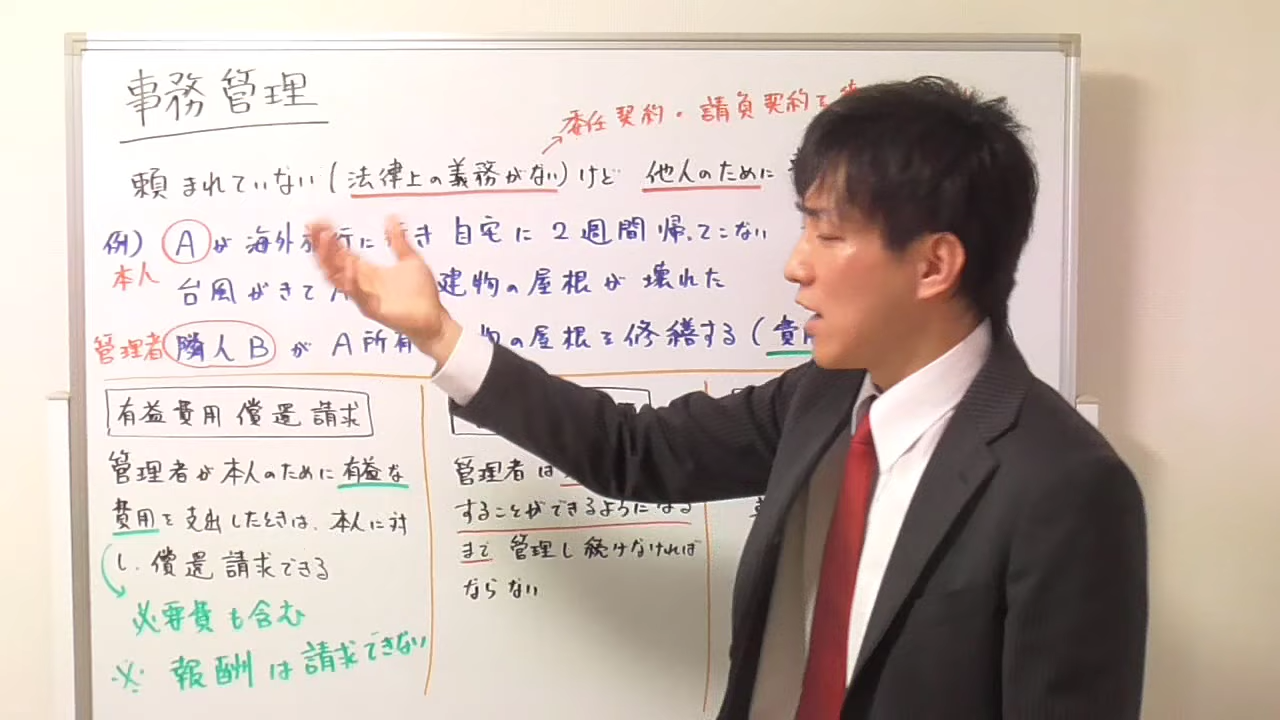 事務管理
委任契約・請負契約を
頼まれていない(法律上の義務がない)けど 他人のために
例) Aが 海外旅行に行き 自宅に 2週間 帰ってこない
本人
台風がきて A 建物の屋根が 壊れた
管理者 隣人Bが A所有 物の屋根を修繕する(費用
有益費用 償還 請求
管理者が本人のために有益な
費用を支出したときは、本人に対
し、償還 請求できる
必要費も含む
※ 報酬は請求できない
管理者は
することができるようになる
まで 管理し続けなければ
ならない